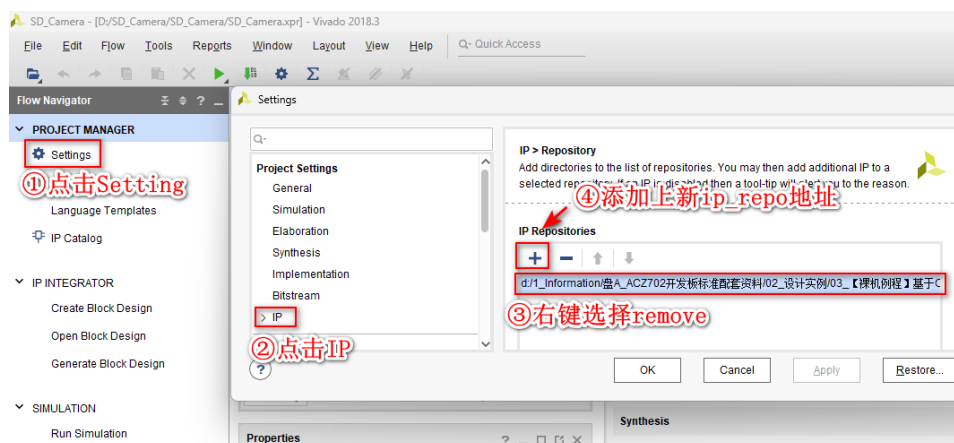 SD_Camera - [D:/SD_Camera/SD_Camera/SD_Camera.xpr] - Vivado 2018.3
File Edit Flow Tools Reports Window Layout View Help Q- Quick Access
Flow Navigator
Settings
PROJECT MANAGER
Settings
①点击Setting
Language Templates
IP Catalog
IP INTEGRATOR
Create Block Design
Open Block Design
Generate Block Design
SIMULATION
Run Simulation
Q-
Project Settings
General
Simulation
Elaboration
Synthesis
Implementation
Bitstream
IP
②点击IP
IP > Repository
Add directories to the list of repositories. You may then add additional IP to a
selected repository. If an IP is disabled then a tool-tip will alert you to the reason.
④添加上新ip_repo地址
IP Repositories
d:/1_Information/盘A_ACZ702开发板标准配套资料/02_设计实例/03_【裸机例程】基于C
③右键选择remove
OK Cancel Apply Restore...
Properties
Synthesis